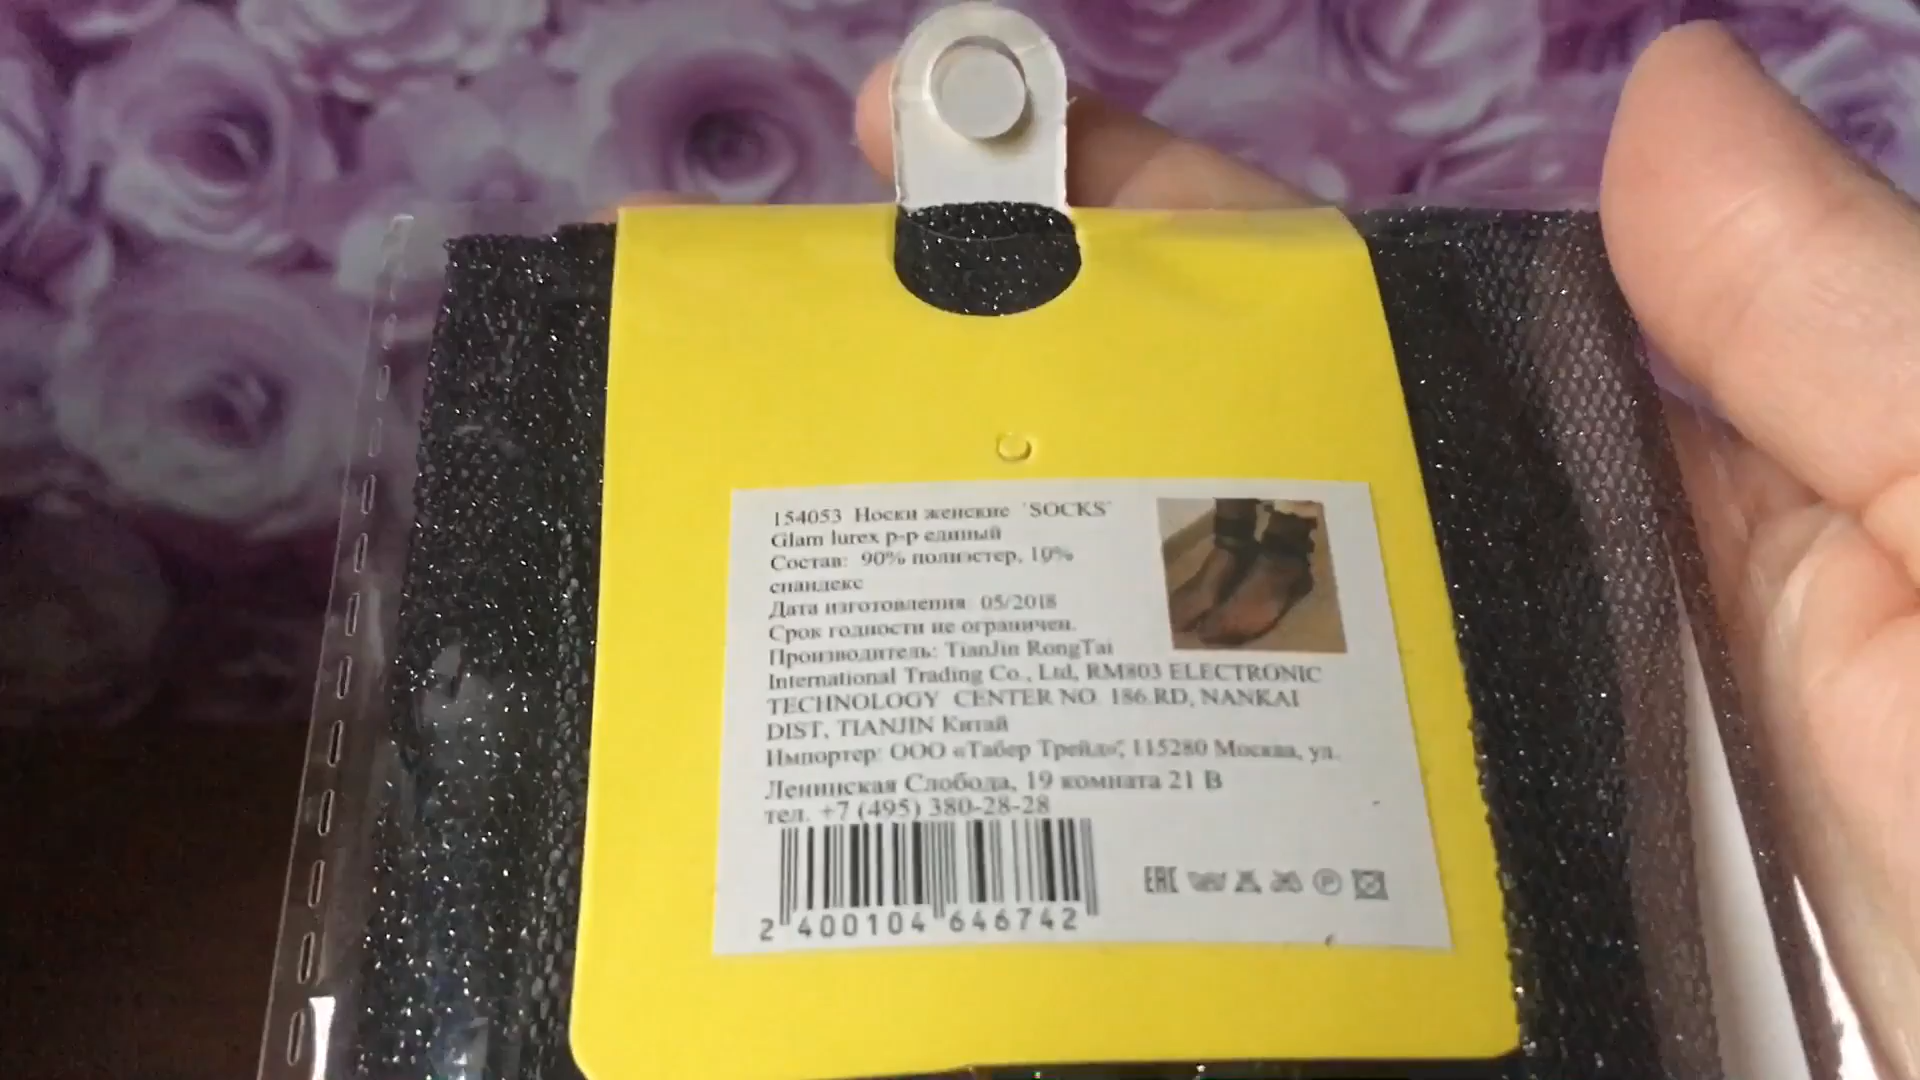 154053 Носки женские `SOCKS`
Glam lurex р-р единый
Состав: 90% полиэстер, 10%
спандекс
Дата изготовления 05/2018
Срок годности не ограничен.
Производитель: TianJin RongTai
International Trading Co., Ltd, RM803 ELECTRONIC
TECHNOLOGY CENTER NO 186.RD, NANKAI
DIST, TIANJIN Китай
Импортер: ООО «Табер Трейд», 115280 Москва, ул.
Ленинская Слобода, 19 комната 21 В
тел. +7 (495) 380-28-28
EAC
2 400104 646742